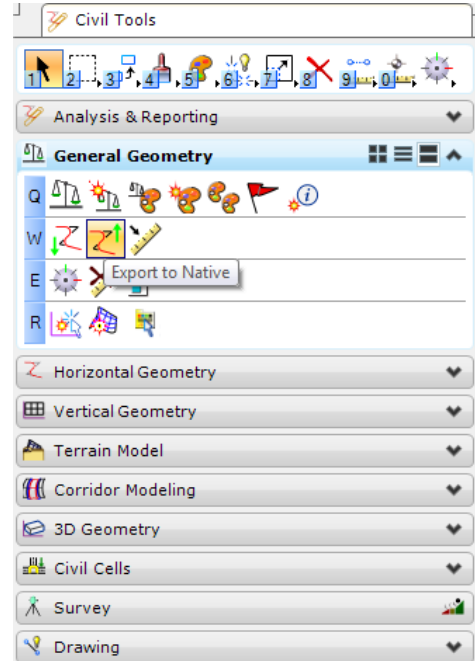 Civil Tools
1 2 3 4 5 6 7 8 9 0
Analysis & Reporting
General Geometry
Q
W
Export to Native
E
R
Horizontal Geometry
Vertical Geometry
Terrain Model
Corridor Modeling
3D Geometry
Civil Cells
Survey
Drawing